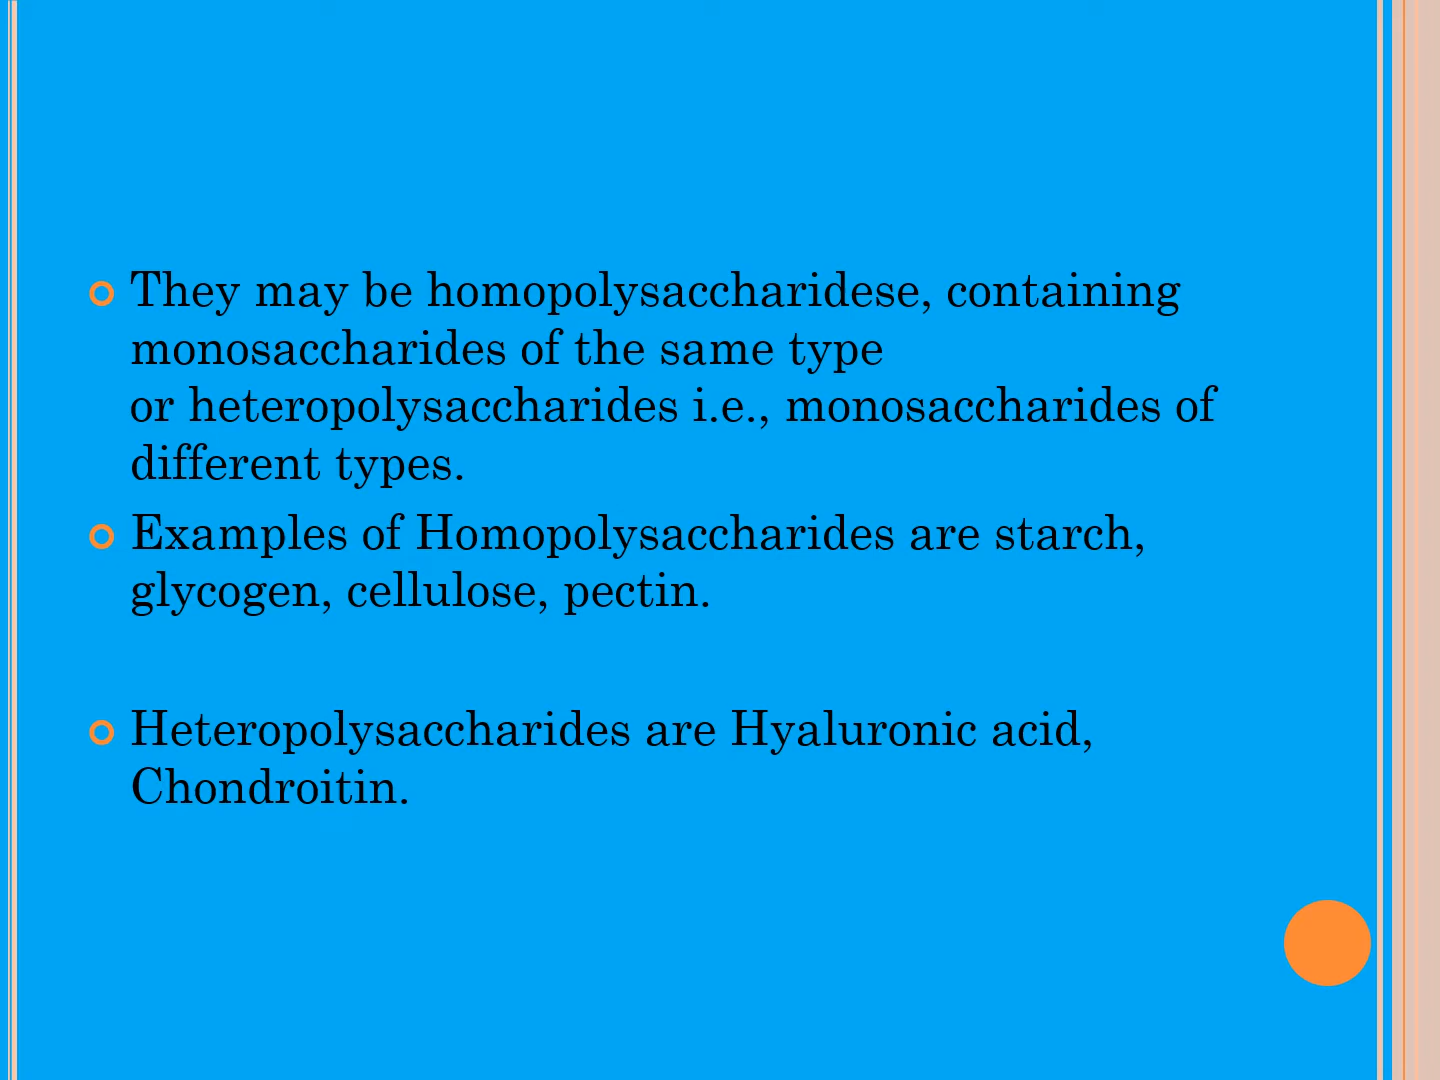 They may be homopolysaccharidese, containing
monosaccharides of the same type
or heteropolysaccharides i.e., monosaccharides of
different types.
Examples of Homopolysaccharides are starch,
glycogen, cellulose, pectin.
Heteropolysaccharides are Hyaluronic acid,
Chondroitin.